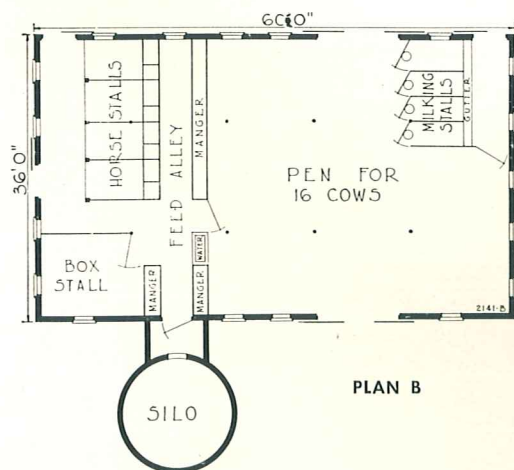 60'0"
36'0"
HORSE STALLS
FEED ALLEY
MANGER
MILKING
STALLS
GUTTER
PEN FOR
16 COWS
BOX
STALL
WATER
MANGER
MANGER
2141-B
PLAN B
SILO